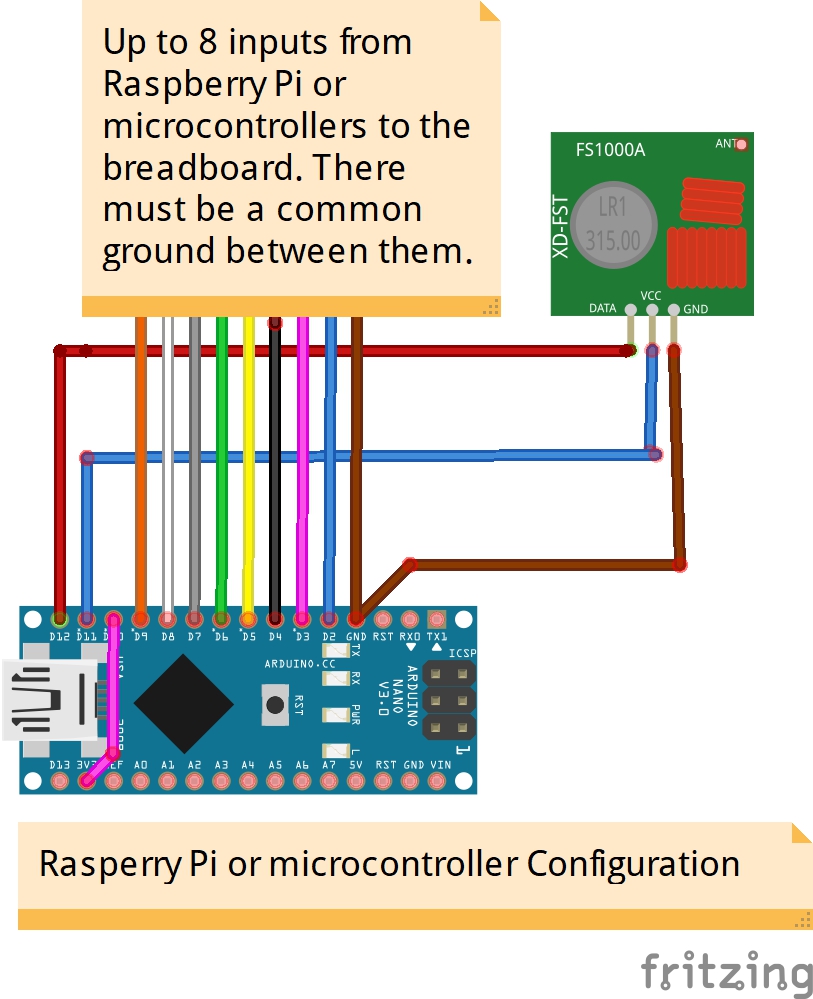 Up to 8 inputs from
Raspberry Pi or
microcontrollers to the
breadboard. There
must be a common
ground between them.
FS1000A
ANT
XD-FST
LR1
315.00
VCC
DATA
GND
D12 D11 D9 D8 D7 D6 D5 D4 D3 D2 GND RST RX0 TX1
ICSP
ARDUINO.CC
TX
RX
PWR
L
RST
ARDUINO
NANO
V3.0
1
D13 3V3 REF A0 A1 A2 A3 A4 A5 A6 A7 5V RST GND VIN
Rasperry Pi or microcontroller Configuration
fritzing